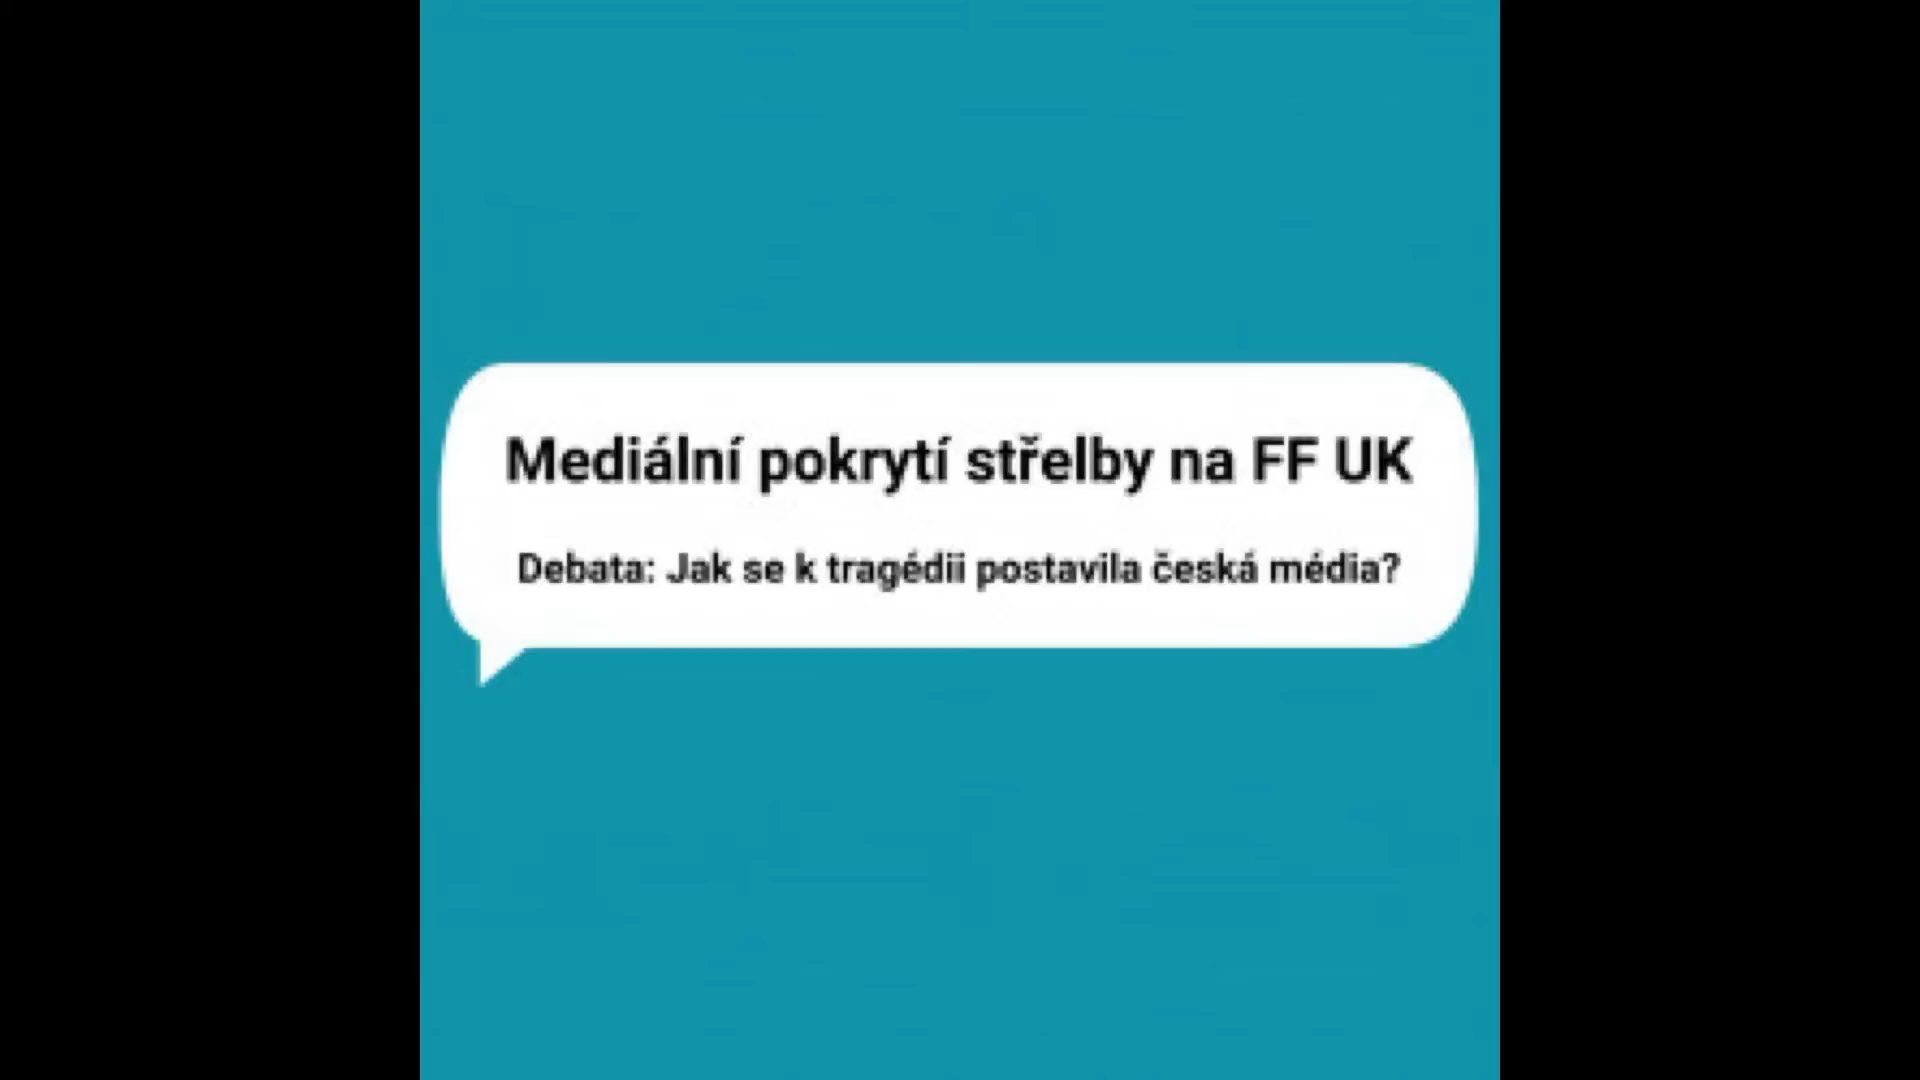 Mediální pokrytí střelby na FF UK
Debata: Jak se k tragédii postavila česká média?